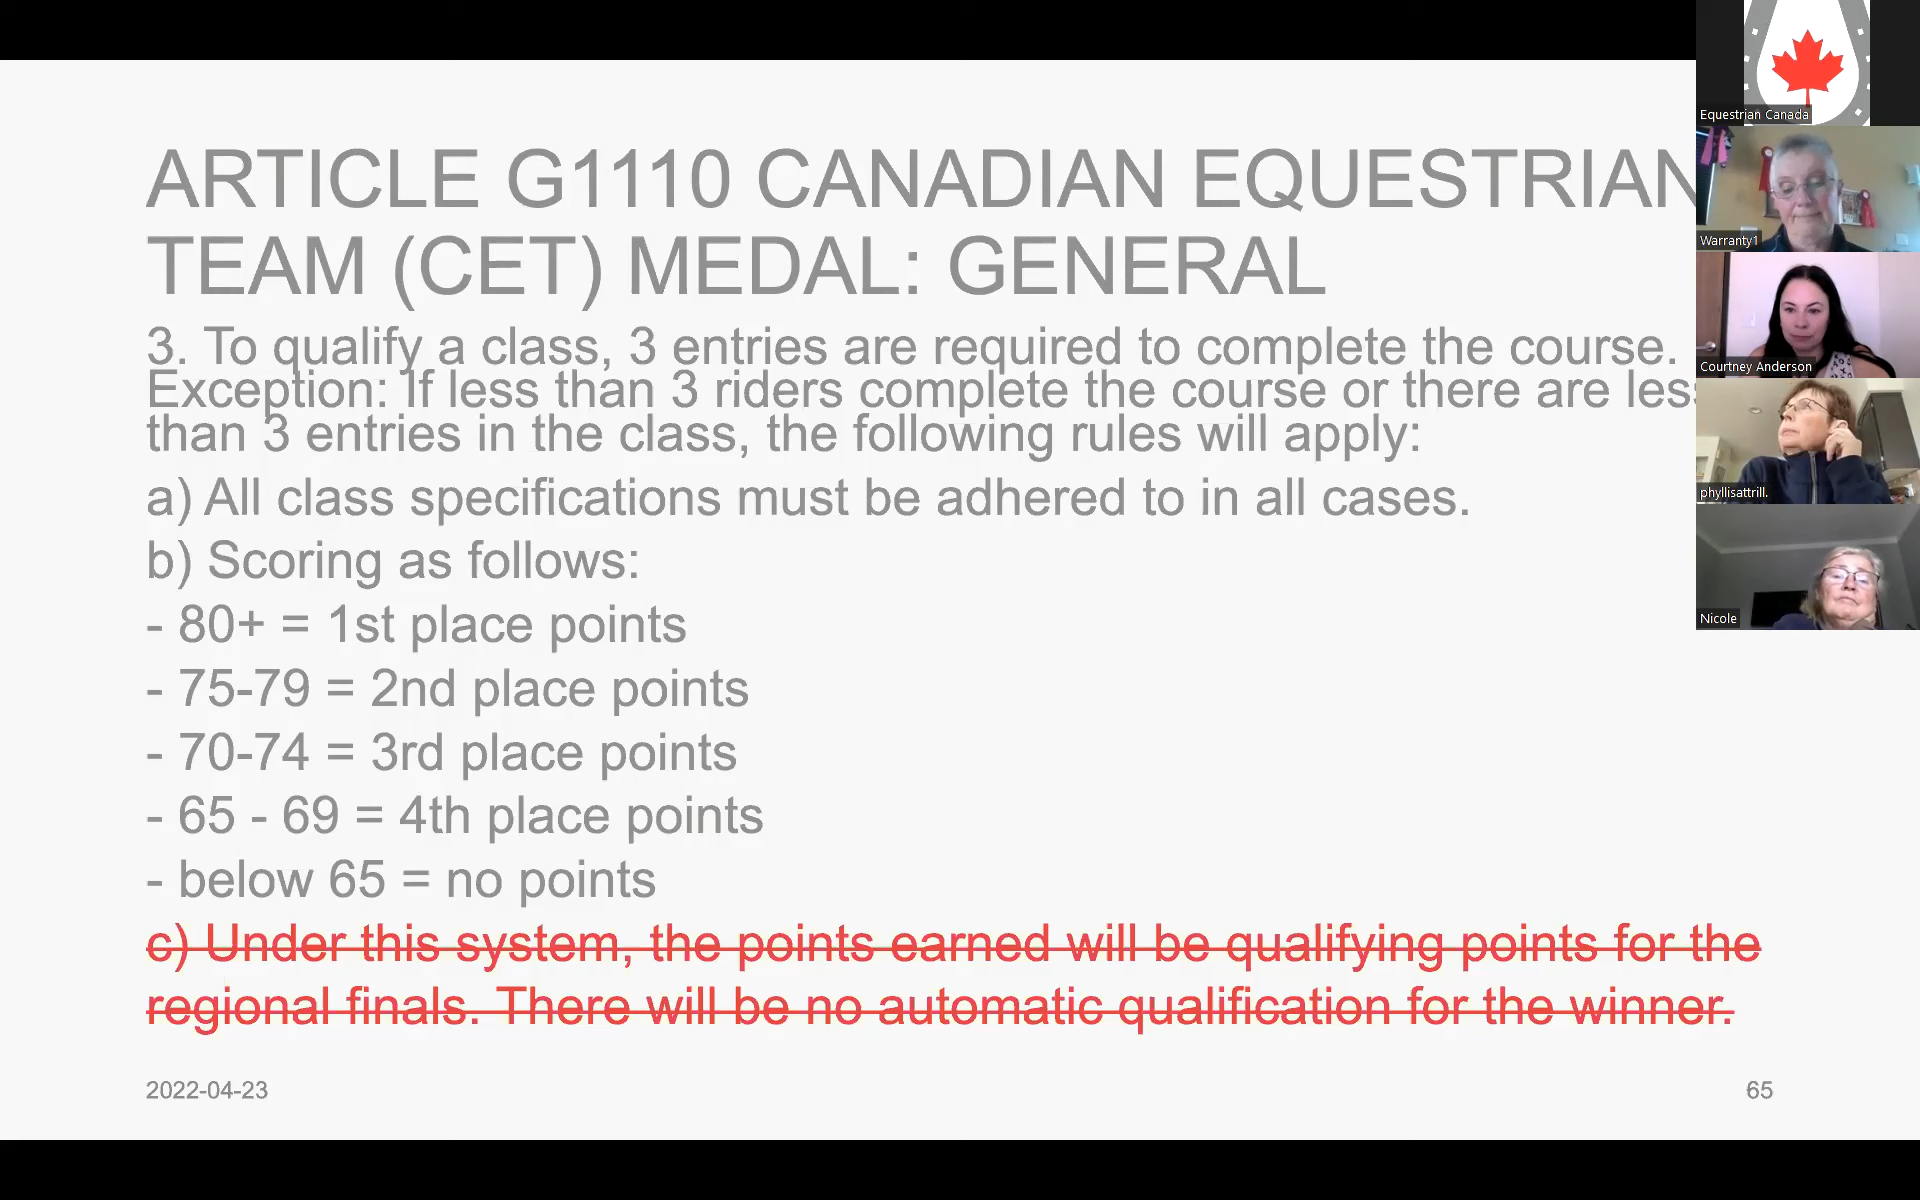 ARTICLE G1110 CANADIAN EQUESTRIAN
TEAM (CET) MEDAL: GENERAL
3. To qualify a class, 3 entries are required to complete the course.
Exception: If less than 3 riders complete the course or there are les
than 3 entries in the class, the following rules will apply:
a) All class specifications must be adhered to in all cases.
b) Scoring as follows:
- 80+ = 1st place points
- 75-79 = 2nd place points
- 70-74 = 3rd place points
- 65 - 69 = 4th place points
- below 65 = no points
c) Under this system, the points earned will be qualifying points for the
regional finals. There will be no automatic qualification for the winner.
2022-04-23
65
Equestrian Canada
Warranty1
Courtney Anderson
phyllisattrill.
Nicole